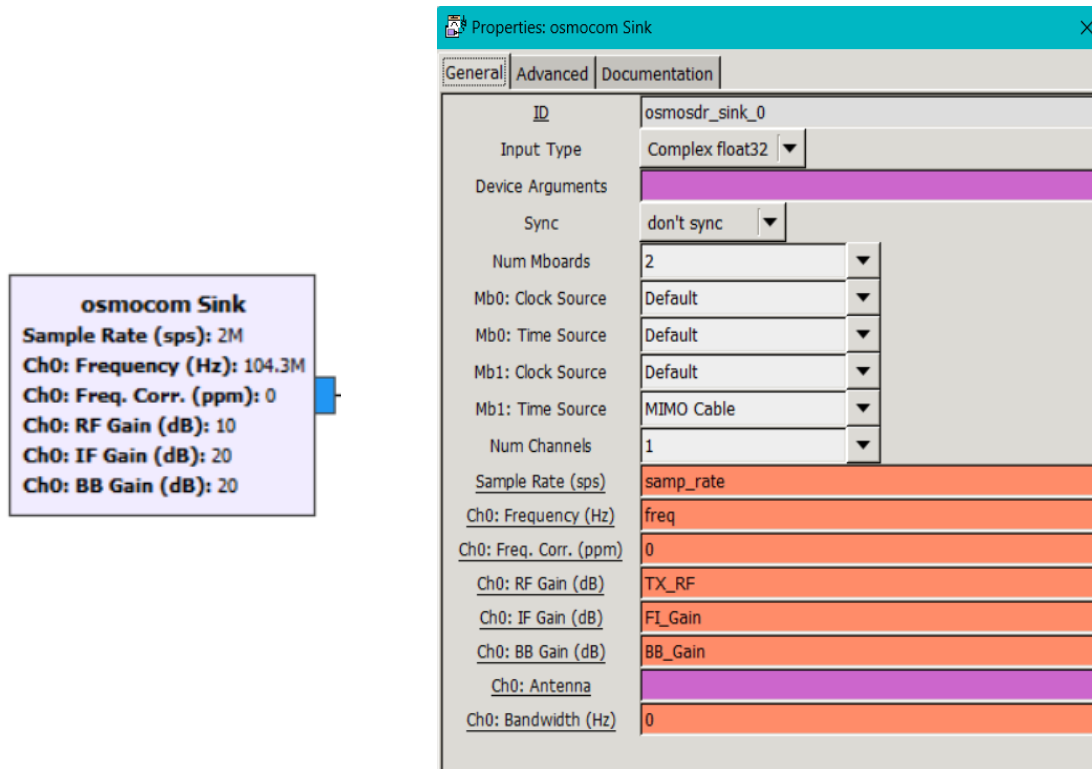 osmocom Sink
Sample Rate (sps): 2M
Ch0: Frequency (Hz): 104.3M
Ch0: Freq. Corr. (ppm): 0
Ch0: RF Gain (dB): 10
Ch0: IF Gain (dB): 20
Ch0: BB Gain (dB): 20
Properties: osmocom Sink
General Advanced Documentation
ID osmosdr_sink_0
Input Type Complex float32
Device Arguments
Sync don't sync
Num Mboards 2
Mb0: Clock Source Default
Mb0: Time Source Default
Mb1: Clock Source Default
Mb1: Time Source MIMO Cable
Num Channels 1
Sample Rate (sps) samp_rate
Ch0: Frequency (Hz) freq
Ch0: Freq. Corr. (ppm) 0
Ch0: RF Gain (dB) TX_RF
Ch0: IF Gain (dB) FI_Gain
Ch0: BB Gain (dB) BB_Gain
Ch0: Antenna
Ch0: Bandwidth (Hz) 0